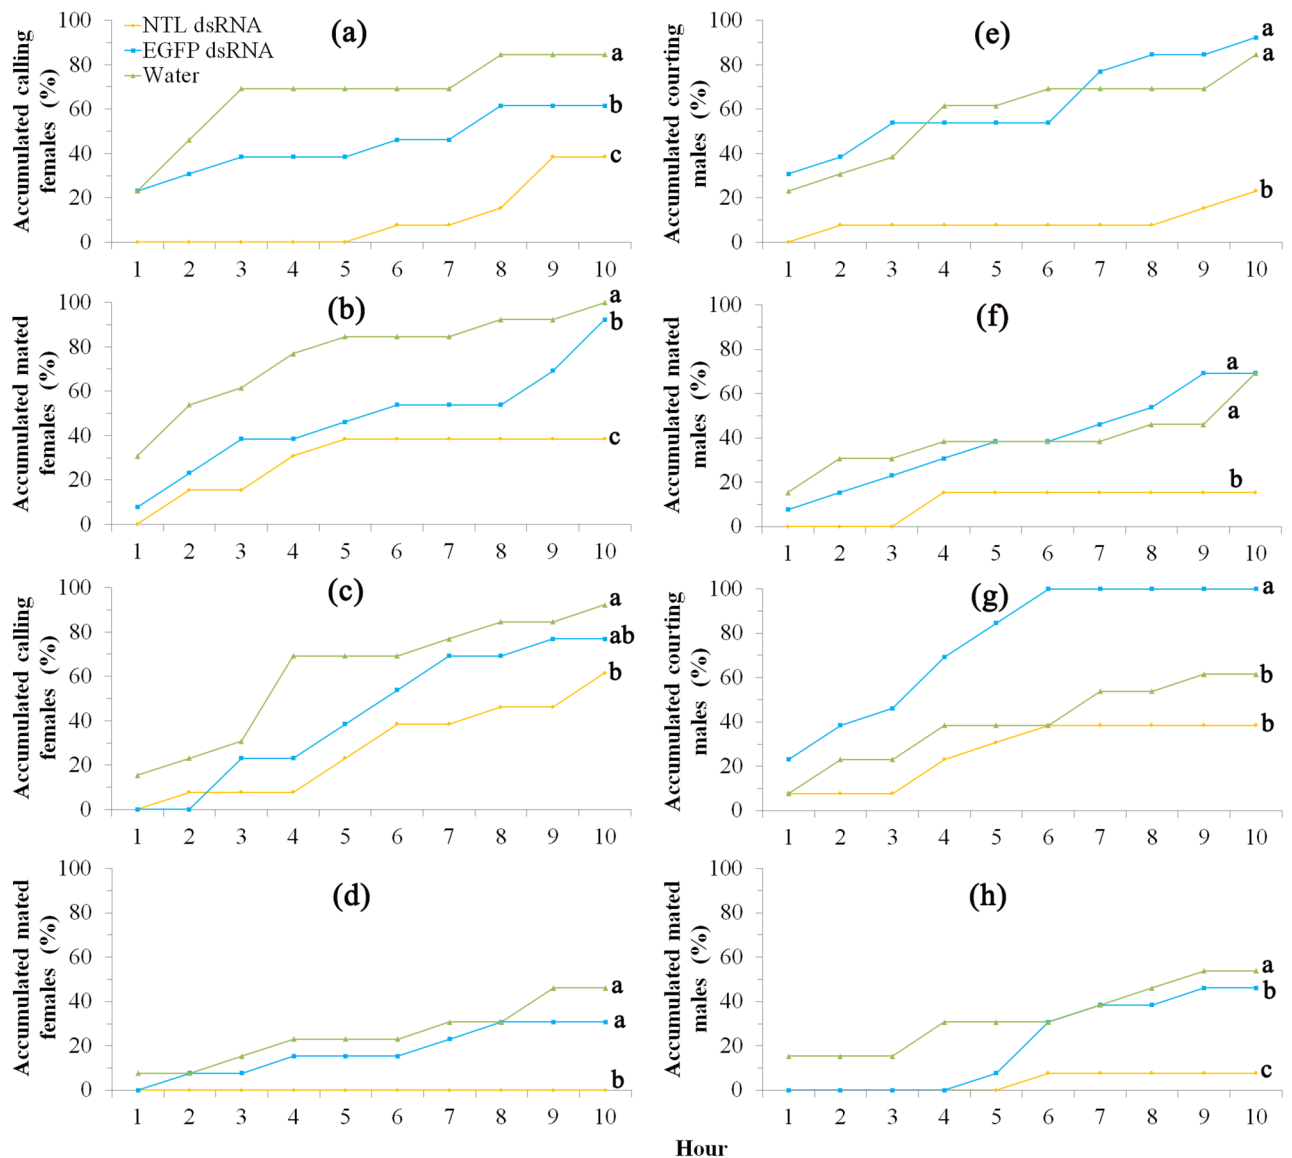 NTL dsRNA
EGFP dsRNA
Water
(a)
Accumulated calling
females (%)
100
80
60
40
20
0
a
b
c
1 2 3 4 5 6 7 8 9 10
(b)
Accumulated mated
females (%)
100
80
60
40
20
0
a
b
c
1 2 3 4 5 6 7 8 9 10
(c)
Accumulated calling
females (%)
100
80
60
40
20
0
a
ab
b
1 2 3 4 5 6 7 8 9 10
(d)
Accumulated mated
females (%)
100
80
60
40
20
0
a
a
b
1 2 3 4 5 6 7 8 9 10
(e)
Accumulated courting
males (%)
100
80
60
40
20
0
a
a
b
1 2 3 4 5 6 7 8 9 10
(f)
Accumulated mated
males (%)
100
80
60
40
20
0
a
a
b
1 2 3 4 5 6 7 8 9 10
(g)
Accumulated courting
males (%)
100
80
60
40
20
0
a
b
b
1 2 3 4 5 6 7 8 9 10
(h)
Accumulated mated
males (%)
100
80
60
40
20
0
a
b
c
1 2 3 4 5 6 7 8 9 10
Hour